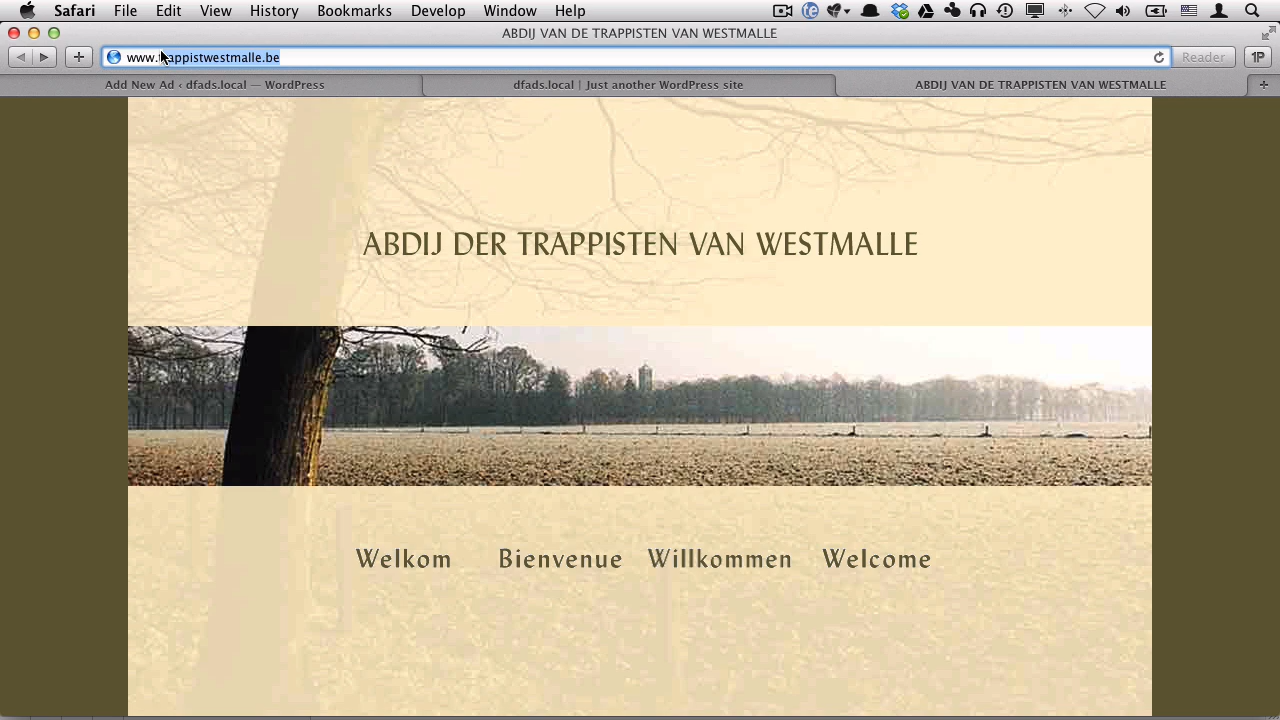 Safari File Edit View History Bookmarks Develop Window Help
ABDIJ VAN DE TRAPPISTEN VAN WESTMALLE
www.trappistwestmalle.be Reader 1P
Add New Ad ‹ dfads.local — WordPress dfads.local | Just another WordPress site ABDIJ VAN DE TRAPPISTEN VAN WESTMALLE
ABDIJ DER TRAPPISTEN VAN WESTMALLE
Welkom Bienvenue Willkommen Welcome